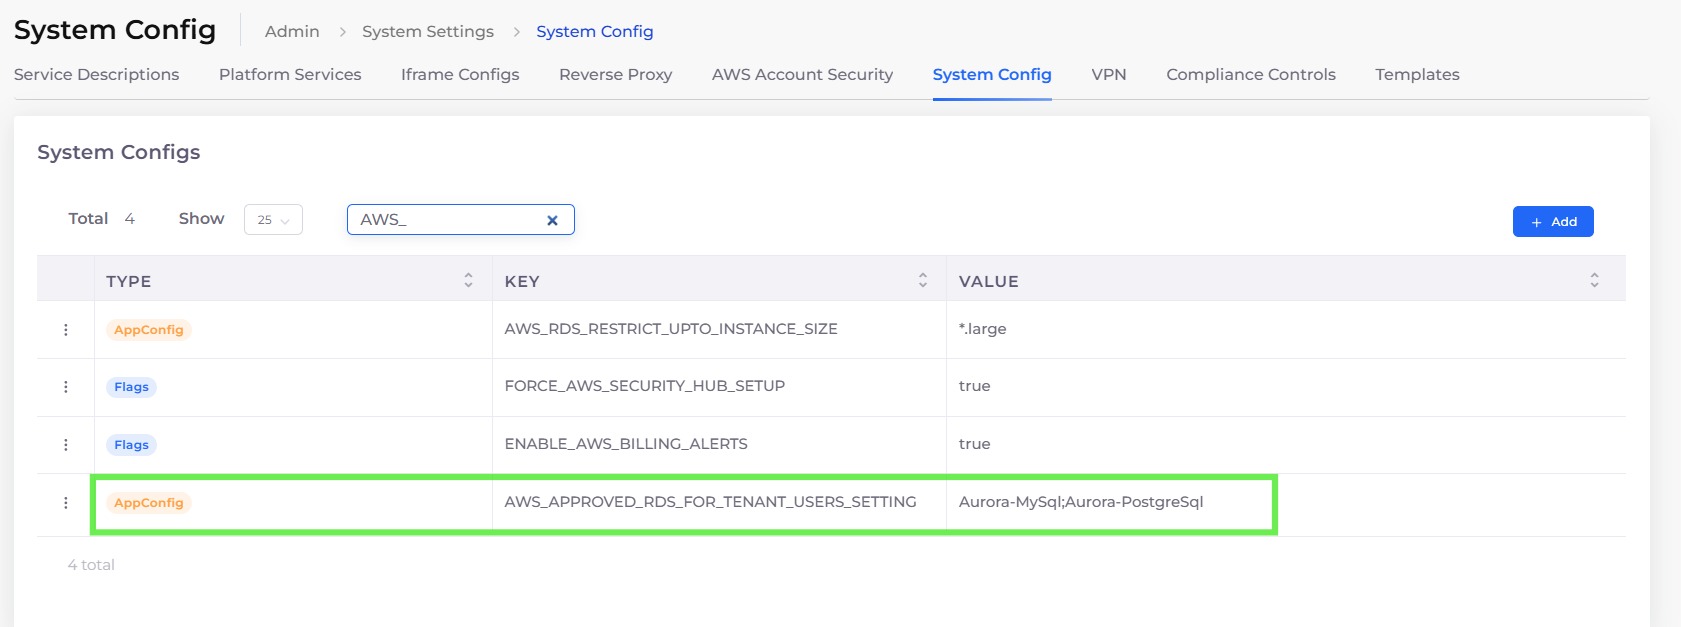 System Config
Admin > System Settings > System Config
Service Descriptions Platform Services Iframe Configs Reverse Proxy AWS Account Security System Config VPN Compliance Controls Templates
System Configs
Total 4 Show 25 AWS_ + Add
TYPE KEY VALUE
AppConfig AWS_RDS_RESTRICT_UPTO_INSTANCE_SIZE *.large
Flags FORCE_AWS_SECURITY_HUB_SETUP true
Flags ENABLE_AWS_BILLING_ALERTS true
AppConfig AWS_APPROVED_RDS_FOR_TENANT_USERS_SETTING Aurora-MySql;Aurora-PostgreSql
4 total